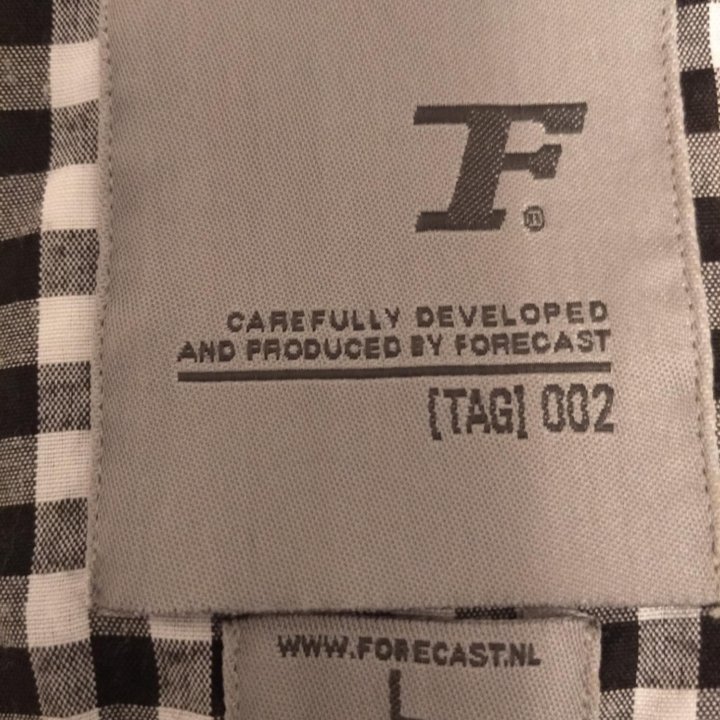 F.®
CAREFULLY DEVELOPED
AND PRODUCED BY FORECAST
[TAG] 002
WWW.FORECAST.NL
L